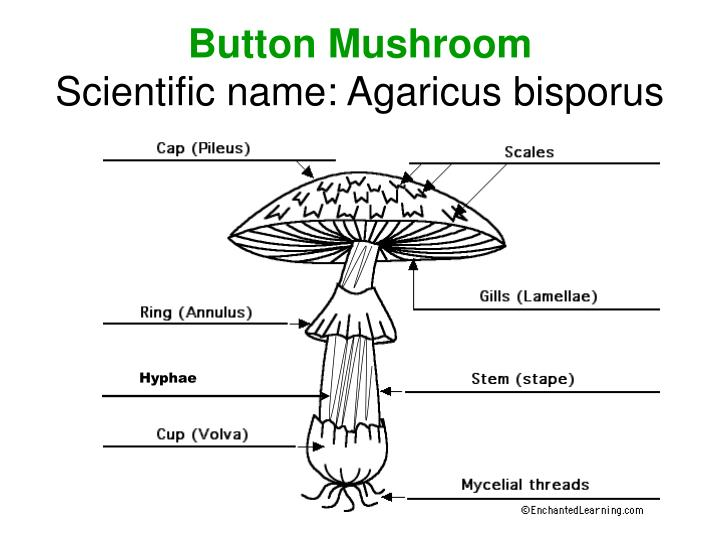 Button Mushroom
Scientific name: Agaricus bisporus
Cap (Pileus)
Scales
Gills (Lamellae)
Ring (Annulus)
Hyphae
Stem (stape)
Cup (Volva)
Mycelial threads
©EnchantedLearning.com